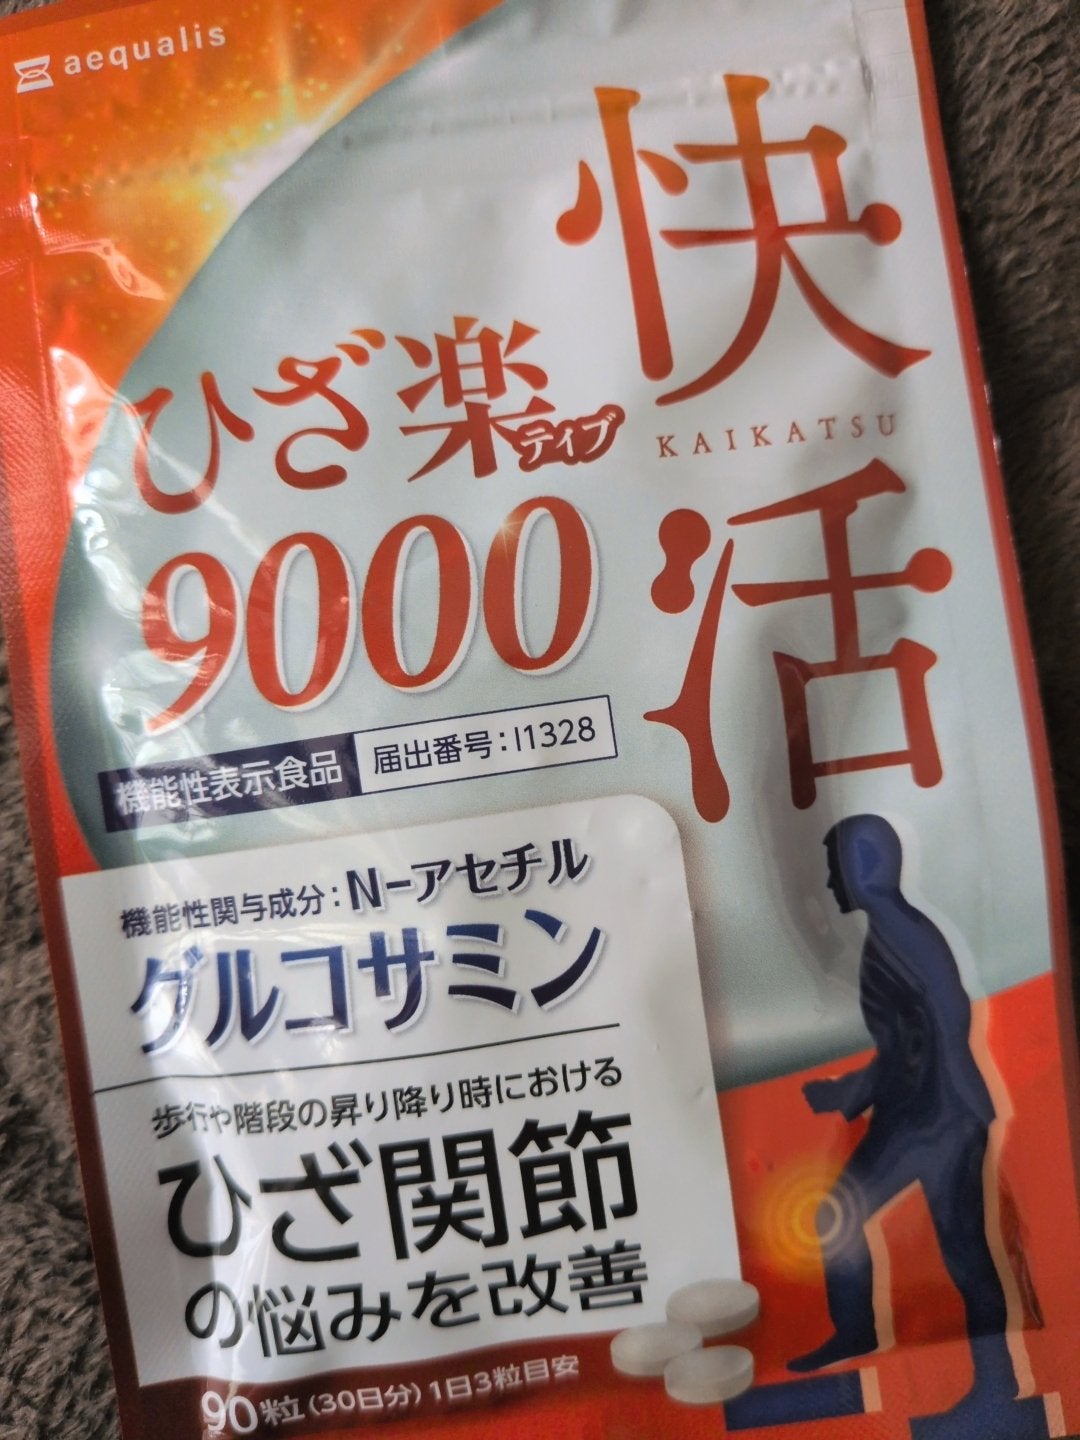 aequalis
快活
KAIKATSU
ひざ楽ティブ
9000
機能性表示食品 届出番号:I1328
機能性関与成分:N-アセチル
グルコサミン
歩行や階段の昇り降り時における
ひざ関節
の悩みを改善
90粒(30日分)1日3粒目安